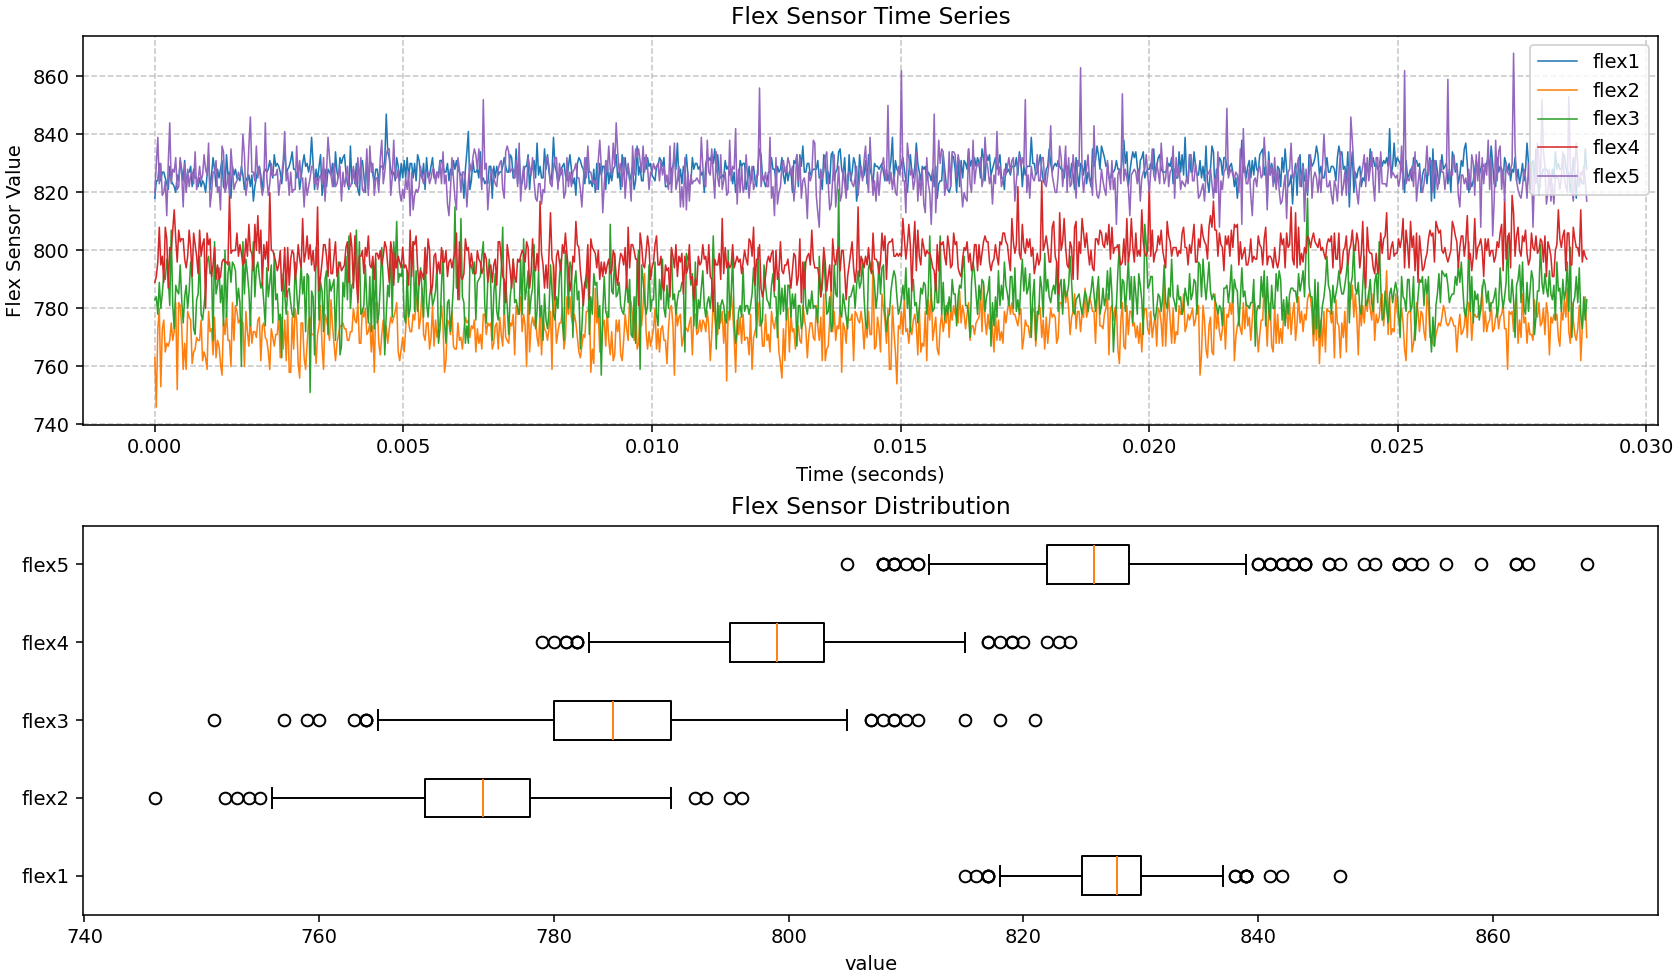 Flex Sensor Time Series
Flex Sensor Value
860
840
820
800
780
760
740
flex1
flex2
flex3
flex4
flex5
0.000 0.005 0.010 0.015 0.020 0.025 0.030
Time (seconds)
Flex Sensor Distribution
flex5
flex4
flex3
flex2
flex1
740 760 780 800 820 840 860
value